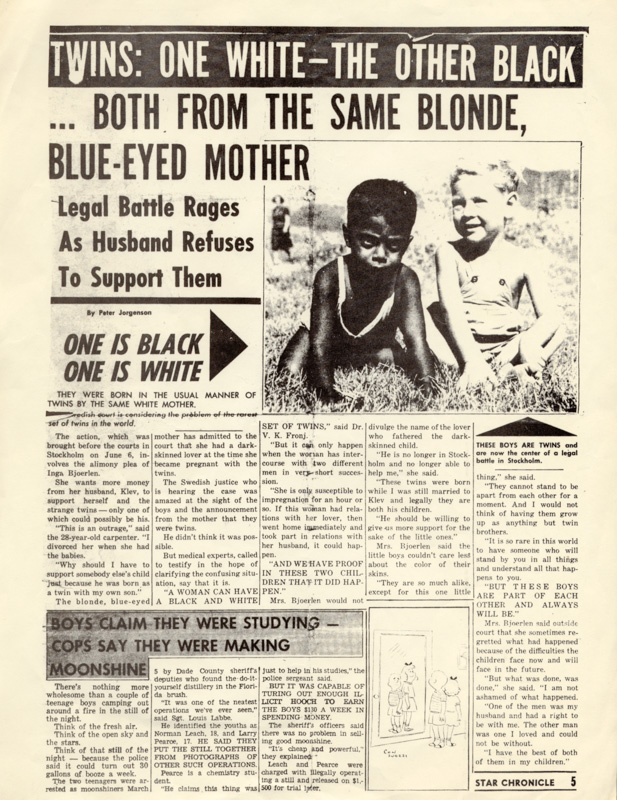 TWINS: ONE WHITE—THE OTHER BLACK
... BOTH FROM THE SAME BLONDE,
BLUE-EYED MOTHER
Legal Battle Rages
As Husband Refuses
To Support Them
By Peter Jorgenson
ONE IS BLACK
ONE IS WHITE
THEY WERE BORN IN THE USUAL MANNER OF
TWINS BY THE SAME WHITE MOTHER.
edish court is considering the problem of the rarest
set of twins in the world.
The action, which was
brought before the courts in
Stockholm on June 6, in-
volves the alimony plea of
Inga Bjoerlen.
She wants more money
from her husband, Klev, to
support herself and the
strange twins — only one of
which could possibly be his.
"This is an outrage," said
the 28-year-old carpenter. "I
divorced her when she had
the babies.
"Why should I have to
support somebody else's child
just because he was born as
a twin with my own son."
The blonde, blue-eyed
mother has admitted to the
court that she had a dark-
skinned lover at the time she
became pregnant with the
twins.
The Swedish justice who
is hearing the case was
amazed at the sight of the
boys and the announcement
from the mother that they
were twins.
He didn't think it was pos-
sible.
But medical experts, called
to testify in the hope of
clarifying the confusing situ-
ation, say that it is.
"A WOMAN CAN HAVE
A BLACK AND WHITE
SET OF TWINS," said Dr.
V. K. Fronj.
"But it can only happen
when the woman has inter-
course with two different
men in very short succes-
sion.
"She is only susceptible to
impregnation for an hour or
so. If this woman had rela-
tions with her lover, then
went home immediately and
took part in relations with
her husband, it could hap-
pen.
"AND WE HAVE PROOF
IN THESE TWO CHIL-
DREN THAT IT DID HAP-
PEN."
Mrs. Bjoerlen would not
divulge the name of the lover
who fathered the dark-
skinned child.
"He is no longer in Stock-
holm and no longer able to
help me," she said.
"These twins were born
while I was still married to
Klev and legally they are
both his children.
"He should be willing to
give us more support for the
sake of the little ones."
Mrs. Bjoerlen said the
little boys couldn't care lesst
about the color of their
skins.
"They are so much alike,
except for this one little
THESE BOYS ARE TWINS and
are now the center of a legal
battle in Stockholm.
thing," she said.
"They cannot stand to be
apart from each other for a
moment. And I would not
think of having them grow
up as anything but twin
brothers.
"It is so rare in this world
to have someone who will
stand by you in all things
and understand all that hap-
pens to you.
"BUT THESE BOYS
ARE PART OF EACH
OTHER AND ALWAYS
WILL BE."
Mrs. Bjoerlen said outside
court that she sometimes re-
gretted what had happened
because of the difficulties the
children face now and will
face in the future.
"But what was done, was
done," she said, "I am not
ashamed of what happened.
"One of the men was my
husband and had a right to
be with me. The other man
was one I loved and could
not be without.
"I have the best of both
of them in my children."
BOYS CLAIM THEY WERE STUDYING —
COPS SAY THEY WERE MAKING
MOONSHINE
There's nothing more
wholesome than a couple of
teenage boys camping out
around a fire in the still of
the night.
Think of the fresh air.
Think of the open sky and
the stars.
Think of that still of the
night — because the police
said it could turn out 30
gallons of booze a week.
The two teenagers were ar-
rested as moonshiners March
5 by Dade County sheriff's
deputies who found the do-it-
yourself distillery in the Flori-
da brush.
"It was one of the neatest
operations we've ever seen,"
said Sgt. Louis Labbe.
He identified the youths as
Norman Leach, 18, and Larry
Pearce, 17. HE SAID THEY
PUT THE STILL TOGETHER
FROM PHOTOGRAPHS OF
OTHER SUCH OPERATIONS.
Pearce is a chemistry stu-
dent.
"He claims this thing was
just to help in his studies," the
police sergeant said.
BUT IT WAS CAPABLE OF
TURING OUT ENOUGH IL-
LICIT HOOCH TO EARN
THE BOYS $100 A WEEK IN
SPENDING MONEY.
The sheriff's officers said
there was no problem in sell-
ing good moonshine.
"It's cheap and powerful,"
they explained.
Leach and Pearce were
charged with illegally operat-
ing a still and released on $1,-
500 for trial later.
STAR CHRONICLE 5